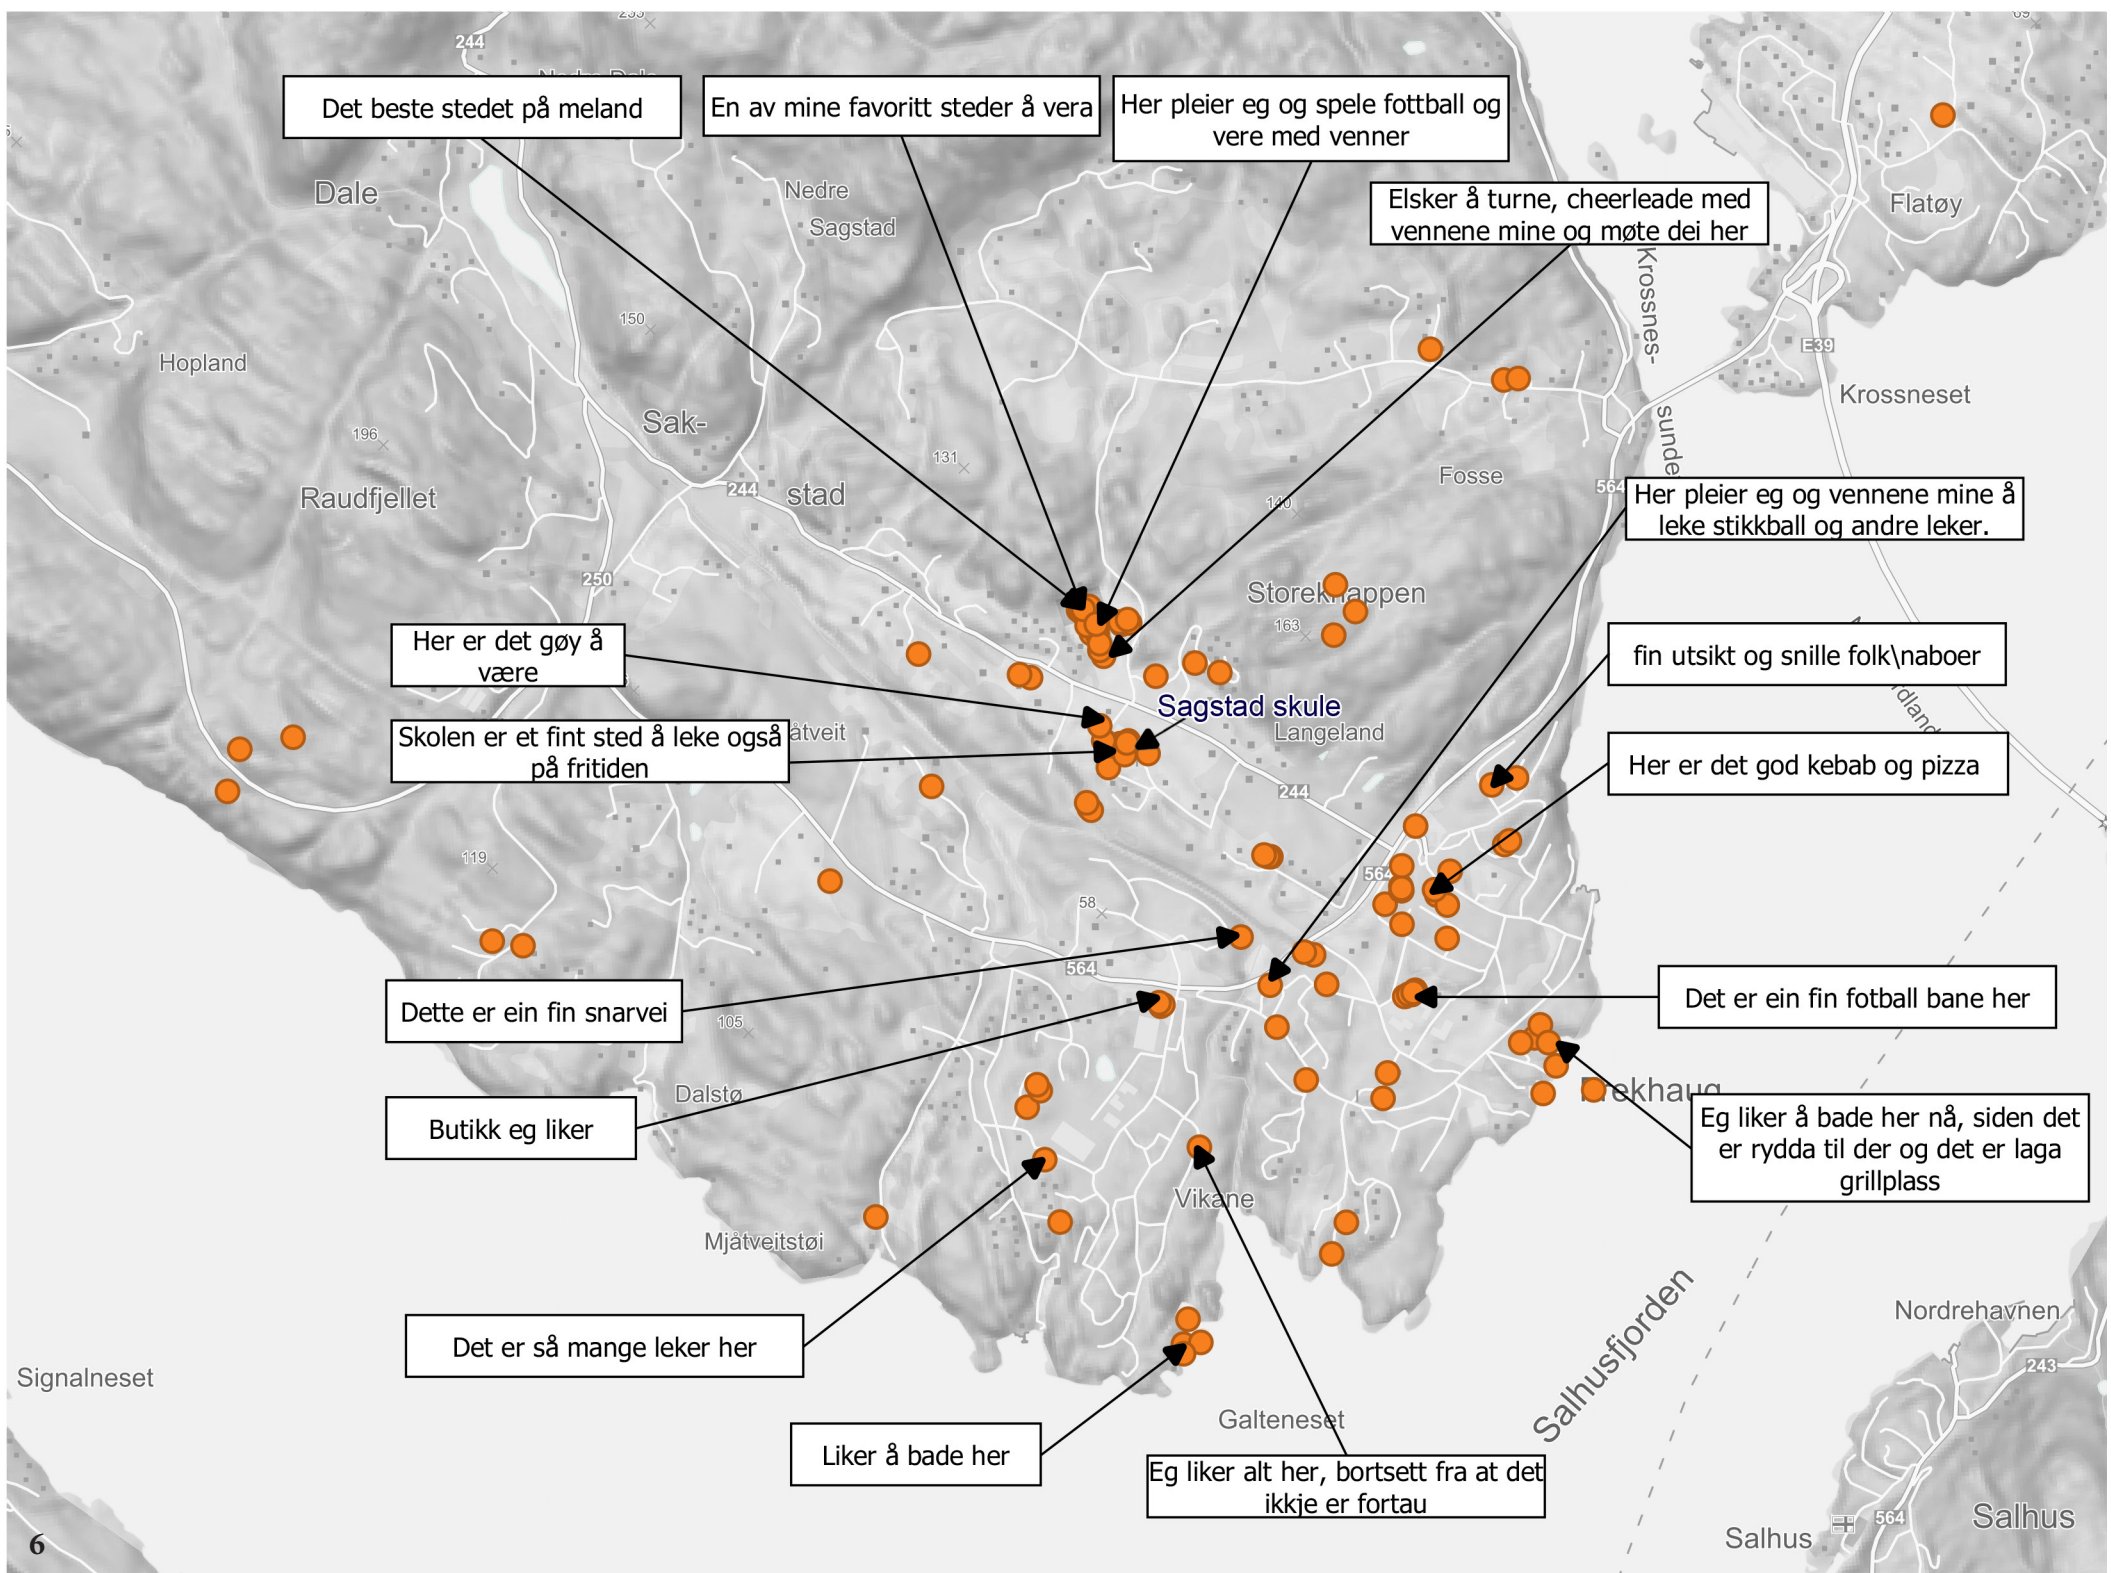 233
69
244
Det beste stedet på meland
En av mine favoritt steder å vera
Her pleier eg og spele fottball og
vere med venner
Dale
Nedre
Sagstad
Elsker å turne, cheerleade med
vennene mine og møte dei her
Flatøy
Krossnes-
sunde
150
Hopland
E39
Krossneset
Sak-
stad
196
131
Raudfjellet
244
140
Fosse
564
Her pleier eg og vennene mine å
leke stikkball og andre leker.
250
Storeknappen
163
Her er det gøy å
være
fin utsikt og snille folk\naboer
Sagstad skule
Langeland
Skolen er et fint sted å leke også
på fritiden
åtveit
Her er det god kebab og pizza
244
119
564
58
564
Dette er ein fin snarvei
Det er ein fin fotball bane her
105
Dalstø
Butikk eg liker
rekhaug
Eg liker å bade her nå, siden det
er rydda til der og det er laga
grillplass
Vikane
Mjåtveitstøi
Det er så mange leker her
Salhusfjorden
Nordrehavnen
243
Signalneset
Galteneset
Liker å bade her
Eg liker alt her, bortsett fra at det
ikkje er fortau
564
Salhus
Salhus
6